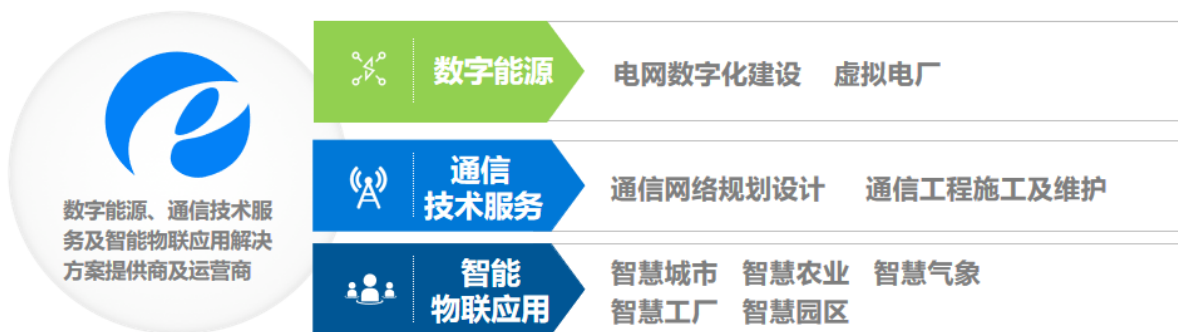 数字能源、通信技术服
务及智能物联应用解决
方案提供商及运营商
数字能源
电网数字化建设 虚拟电厂
通信
技术服务
通信网络规划设计 通信工程施工及维护
智能
物联应用
智慧城市 智慧农业 智慧气象
智慧工厂 智慧园区